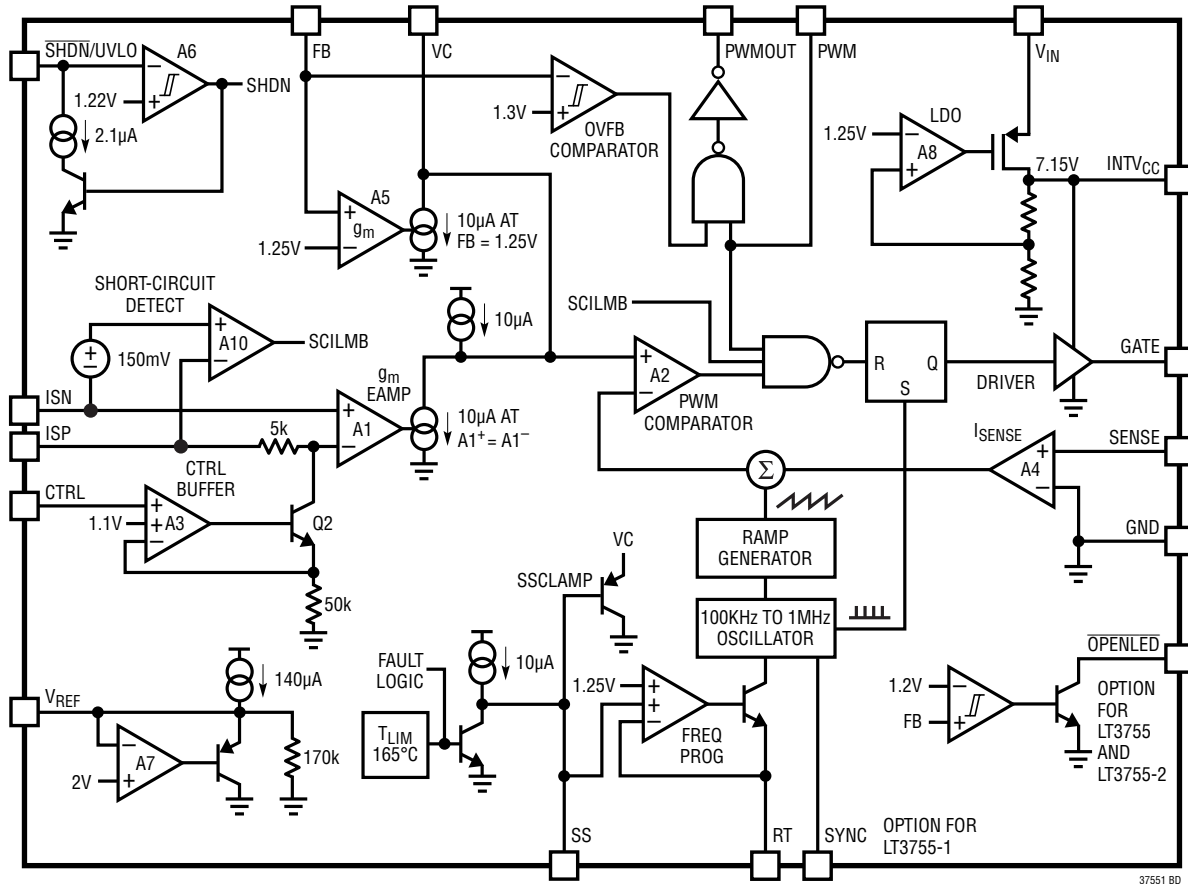 SHDN/UVLO
A6
FB
VC
PWMOUT
PWM
VIN
−
+
1.22V
SHDN
2.1µA
−
+
1.3V
OVFB
COMPARATOR
LDO
1.25V
−
+
A8
7.15V
INTVCC
A5
+
gm
−
1.25V
10µA AT
FB = 1.25V
SHORT-CIRCUIT
DETECT
+
−
150mV
+
A10
−
SCILMB
10µA
SCILMB
+
A2
−
PWM
COMPARATOR
R
Q
S
DRIVER
GATE
ISN
ISP
gm
EAMP
+
A1
−
5k
10µA AT
A1+ = A1−
ISENSE
SENSE
+
A4
−
Σ
CTRL
CTRL
BUFFER
+
1.1V
+
A3
−
Q2
50k
RAMP
GENERATOR
GND
VC
SSCLAMP
100KHz TO 1MHz
OSCILLATOR
OPENLED
VREF
140µA
FAULT
LOGIC
10µA
TLIM
165°C
−
A7
2V
+
170k
1.25V
+
+
−
FREQ
PROG
1.2V
−
FB
+
OPTION
FOR
LT3755
AND
LT3755-2
SS
RT
SYNC
OPTION FOR
LT3755-1
37551 BD